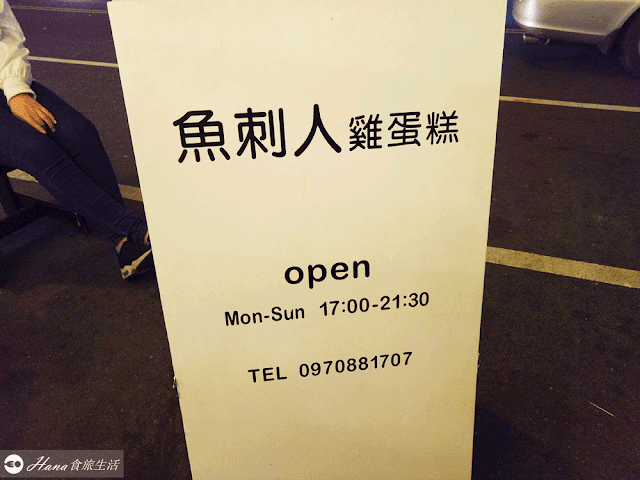 魚刺人雞蛋糕
open
Mon-Sun 17:00-21:30
TEL 0970881707
Hana食旅生活